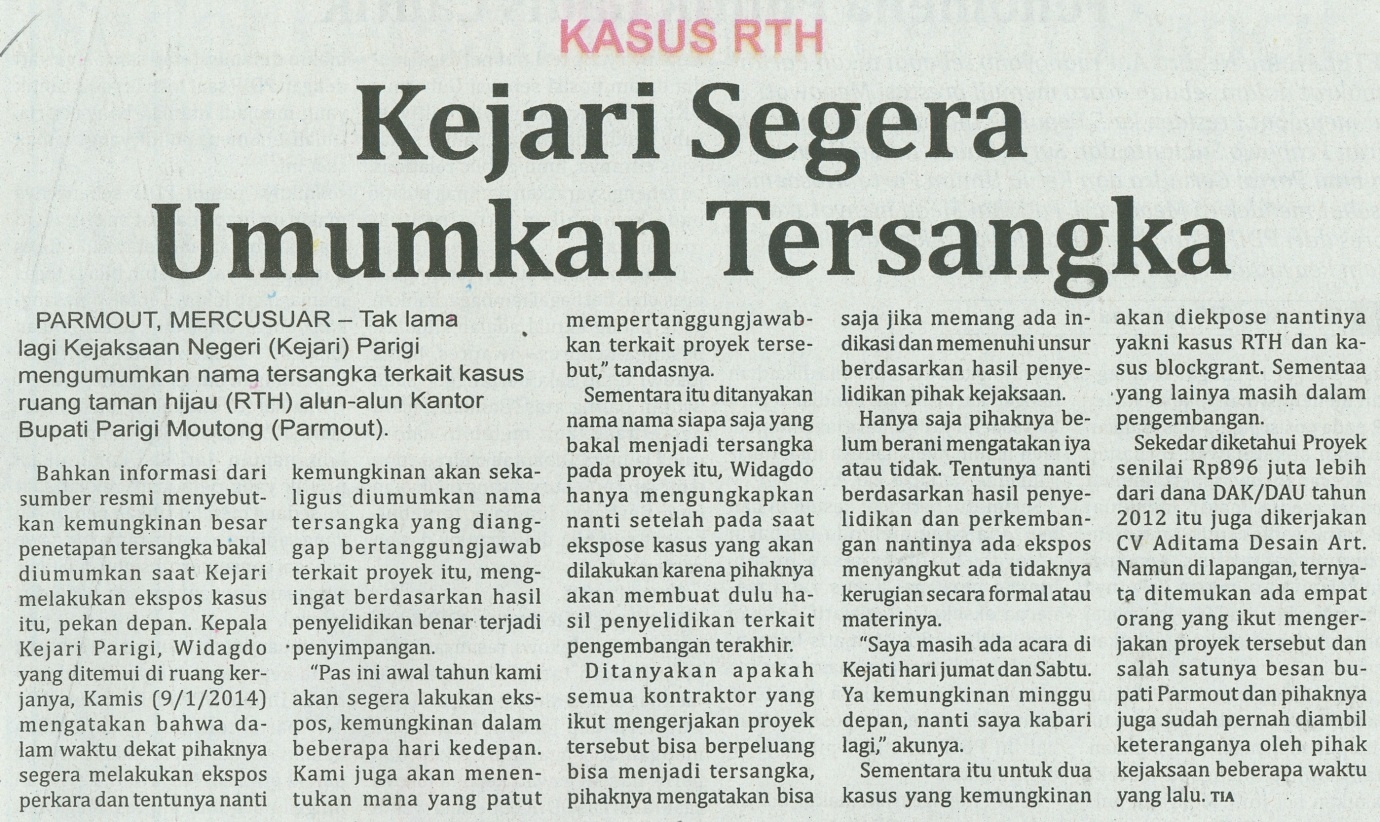 KASUS RTH
Kejari Segera
Umumkan Tersangka
PARMOUT, MERCUSUAR – Tak lama
lagi Kejaksaan Negeri (Kejari) Parigi
mengumumkan nama tersangka terkait kasus
ruang taman hijau (RTH) alun-alun Kantor
Bupati Parigi Moutong (Parmout).
Bahkan informasi dari
sumber resmi menyebut-
kan kemungkinan besar
penetapan tersangka bakal
diumumkan saat Kejari
melakukan ekspos kasus
itu, pekan depan. Kepala
Kejari Parigi, Widagdo
yang ditemui di ruang ker-
janya, Kamis (9/1/2014)
mengatakan bahwa da-
lam waktu dekat pihaknya
segera melakukan ekspos
perkara dan tentunya nanti
kemungkinan akan seka-
ligus diumumkan nama
tersangka yang diang-
gap bertanggungjawab
terkait proyek itu, meng-
ingat berdasarkan hasil
penyelidikan benar terjadi
penyimpangan.
“Pas ini awal tahun kami
akan segera lakukan eks-
pos, kemungkinan dalam
beberapa hari kedepan.
Kami juga akan menen-
tukan mana yang patut
mempertanggungjawab-
kan terkait proyek terse-
but,” tandasnya.
Sementara itu ditanyakan
nama nama siapa saja yang
bakal menjadi tersangka
pada proyek itu, Widagdo
hanya mengungkapkan
nanti setelah pada saat
ekspose kasus yang akan
dilakukan karena pihaknya
akan membuat dulu ha-
sil penyelidikan terkait
pengembangan terakhir.
Ditanyakan apakah
semua kontraktor yang
ikut mengerjakan proyek
tersebut bisa berpeluang
bisa menjadi tersangka,
pihaknya mengatakan bisa
saja jika memang ada in-
dikasi dan memenuhi unsur
berdasarkan hasil penye-
lidikan pihak kejaksaan.
Hanya saja pihaknya be-
lum berani mengatakan iya
atau tidak. Tentunya nanti
berdasarkan hasil penye-
lidikan dan perkemban-
gan nantinya ada ekspos
menyangkut ada tidaknya
kerugian secara formal atau
materinya.
“Saya masih ada acara di
Kejati hari jumat dan Sabtu.
Ya kemungkinan minggu
depan, nanti saya kabari
lagi,” akunya.
Sementara itu untuk dua
kasus yang kemungkinan
akan diekpose nantinya
yakni kasus RTH dan ka-
sus blockgrant. Sementaa
yang lainya masih dalam
pengembangan.
Sekedar diketahui Proyek
senilai Rp896 juta lebih
dari dana DAK/DAU tahun
2012 itu juga dikerjakan
CV Aditama Desain Art.
Namun di lapangan, ternya-
ta ditemukan ada empat
orang yang ikut menger-
jakan proyek tersebut dan
salah satunya besan bu-
pati Parmout dan pihaknya
juga sudah pernah diambil
keteranganya oleh pihak
kejaksaan beberapa waktu
yang lalu. TIA